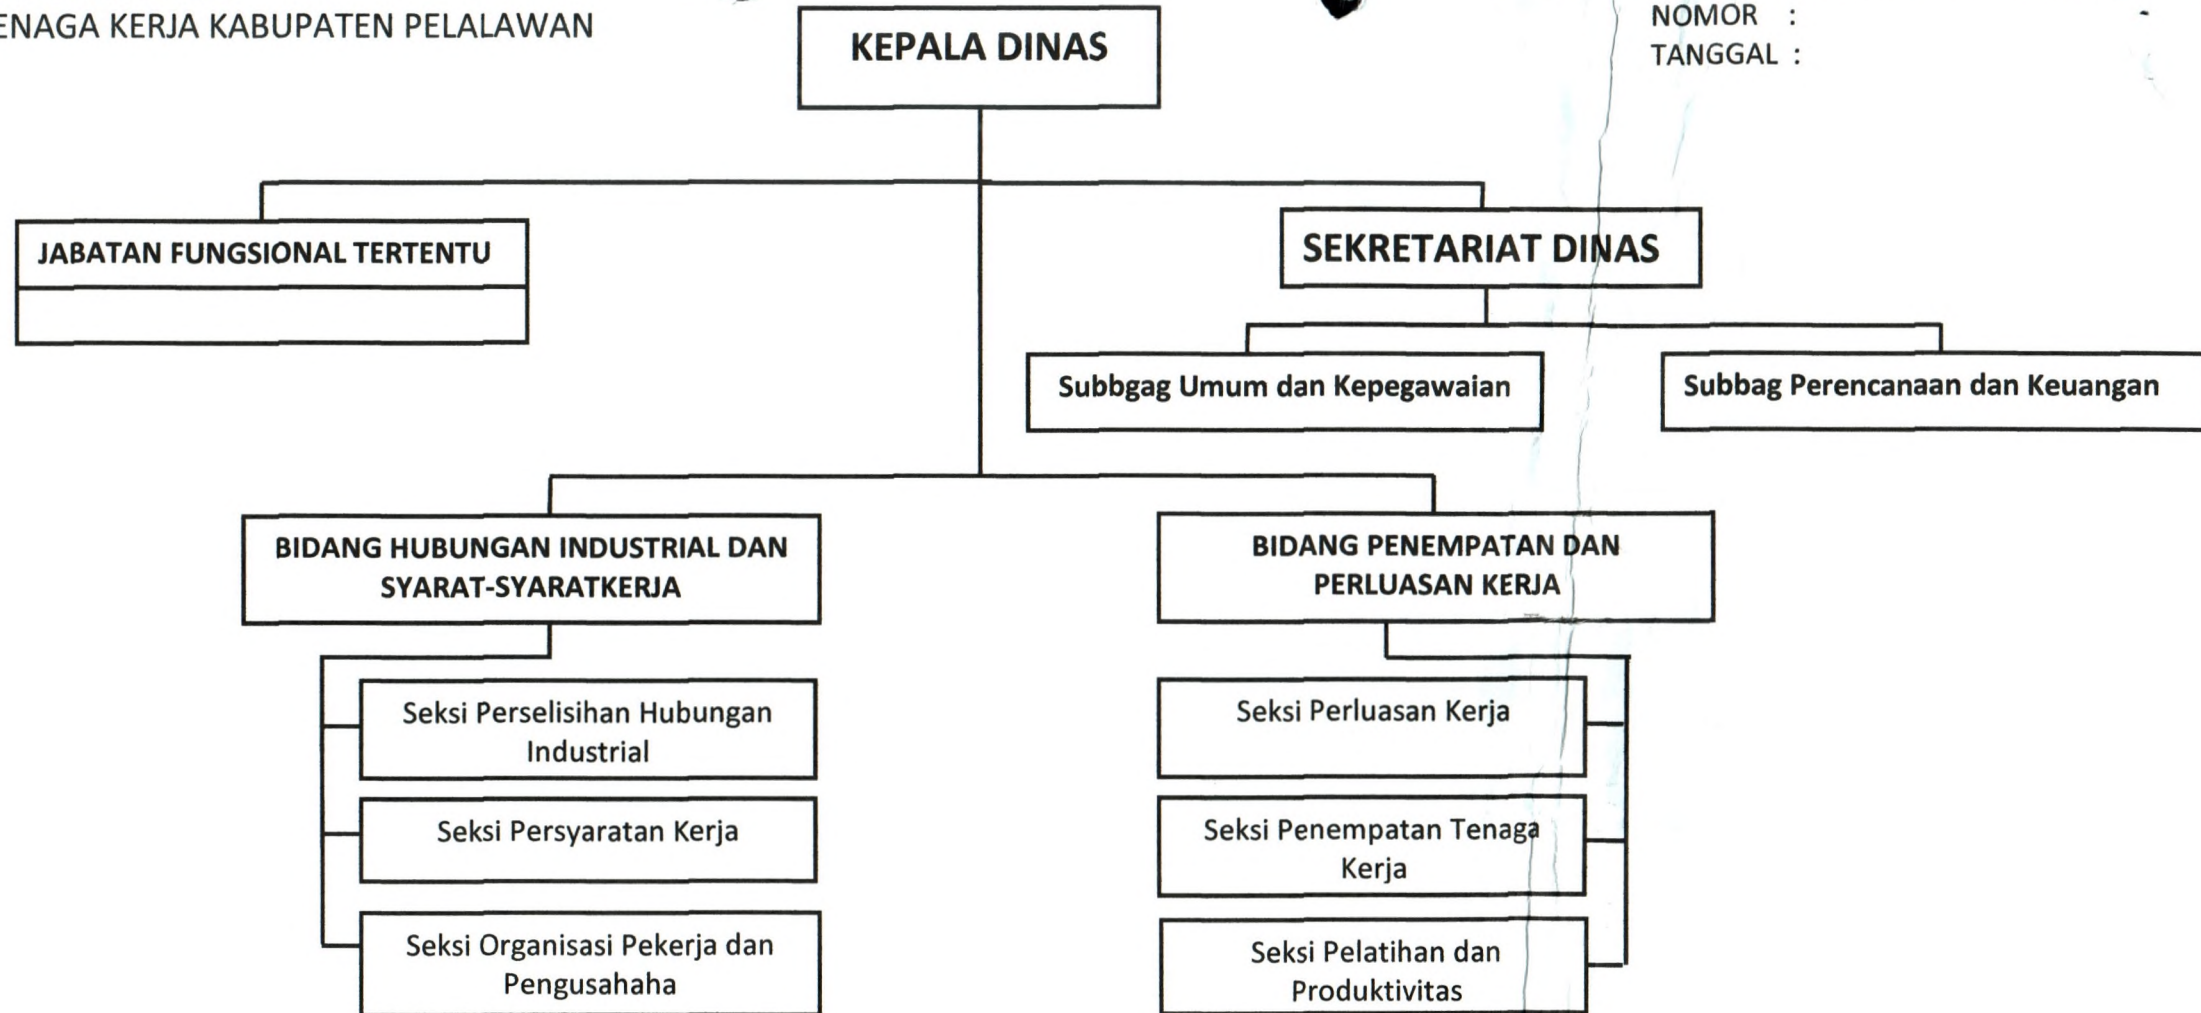 ENAGA KERJA KABUPATEN PELALAWAN
KEPALA DINAS
NOMOR :
TANGGAL :
JABATAN FUNGSIONAL TERTENTU
SEKRETARIAT DINAS
Subbgag Umum dan Kepegawaian
Subbag Perencanaan dan Keuangan
BIDANG HUBUNGAN INDUSTRIAL DAN
SYARAT-SYARATKERJA
BIDANG PENEMPATAN DAN
PERLUASAN KERJA
Seksi Perselisihan Hubungan
Industrial
Seksi Persyaratan Kerja
Seksi Organisasi Pekerja dan
Pengusahaha
Seksi Perluasan Kerja
Seksi Penempatan Tenaga
Kerja
Seksi Pelatihan dan
Produktivitas